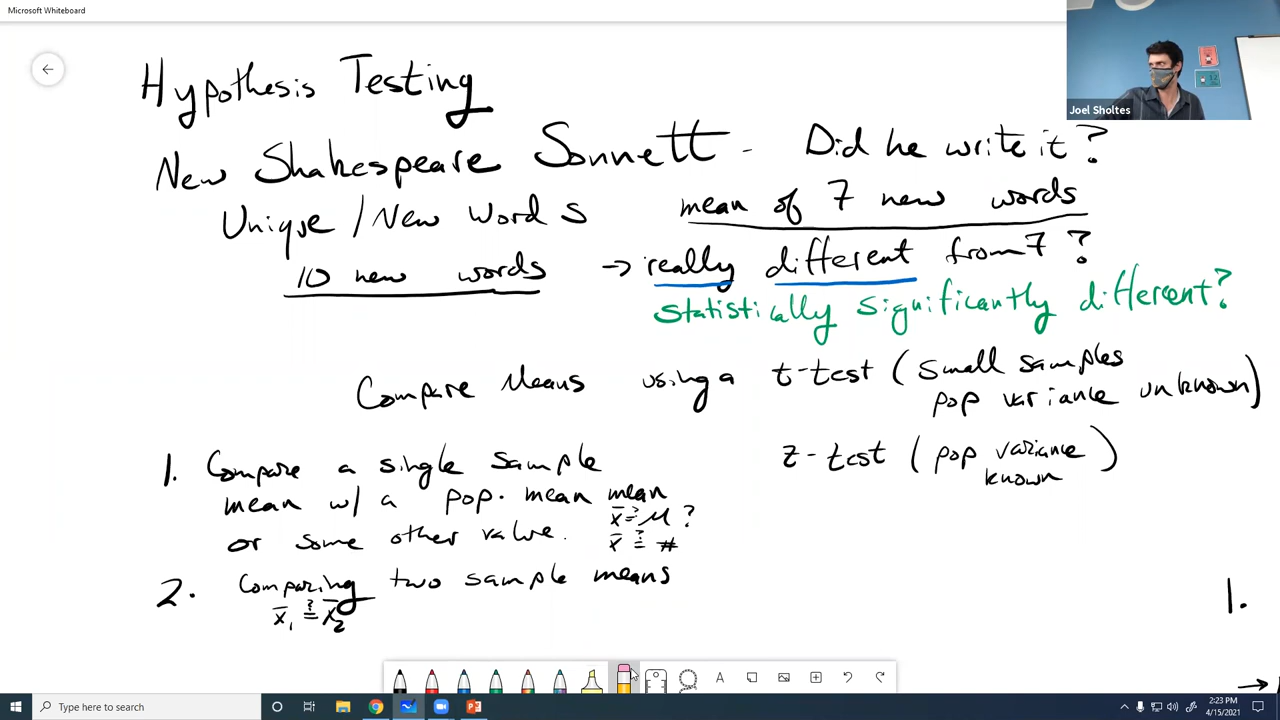 Microsoft Whiteboard
Joel Sholtes
Hypothesis Testing
New Shakespeare Sonnett - Did he write it?
Unique / New Words mean of 7 new words
10 new words → really different from 7?
statistically significantly different?
Compare Means using a t-test (small samples
pop variance unknown)
1. Compare a single sample z-test (pop variance
known)
mean w/ a pop. mean mean
x̄ ≟ μ ?
or some other value. x̄ ≟ #
2. Comparing two sample means
x̄₁ ≟ x̄₂
1.
→
Type here to search
2:23 PM
4/15/2021